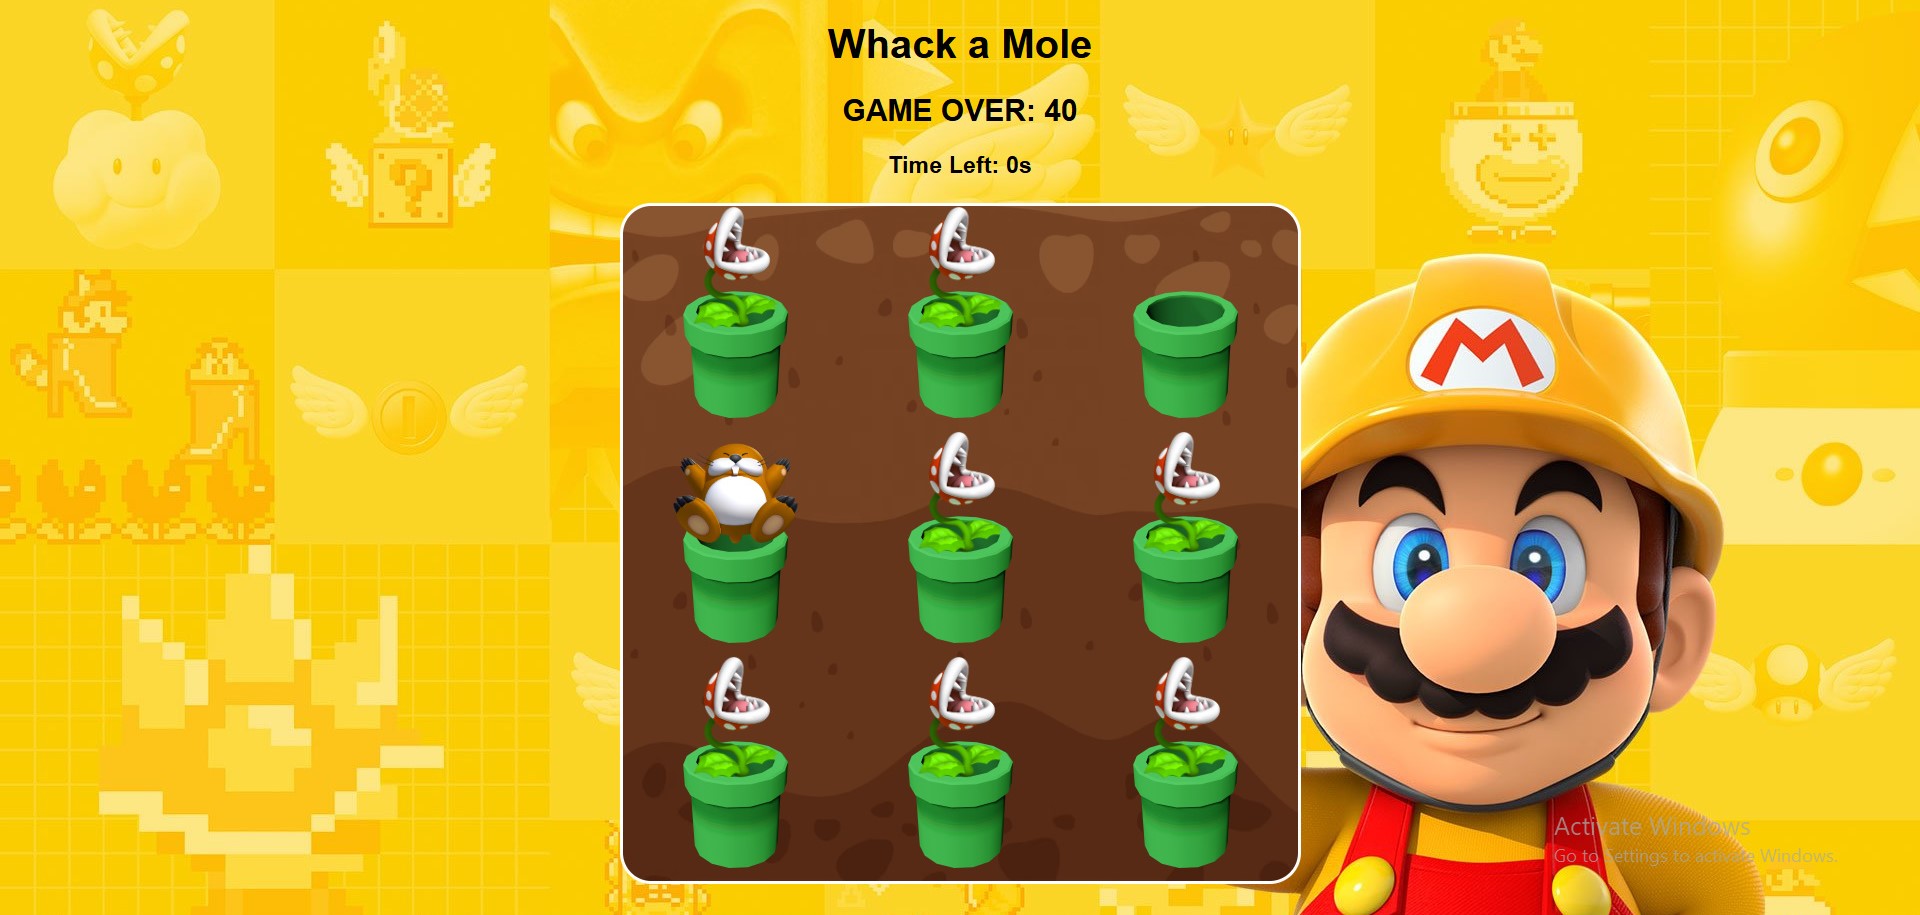 Whack a Mole
GAME OVER: 40
Time Left: 0s
M
Activate Windows
Go to Settings to activate Windows.